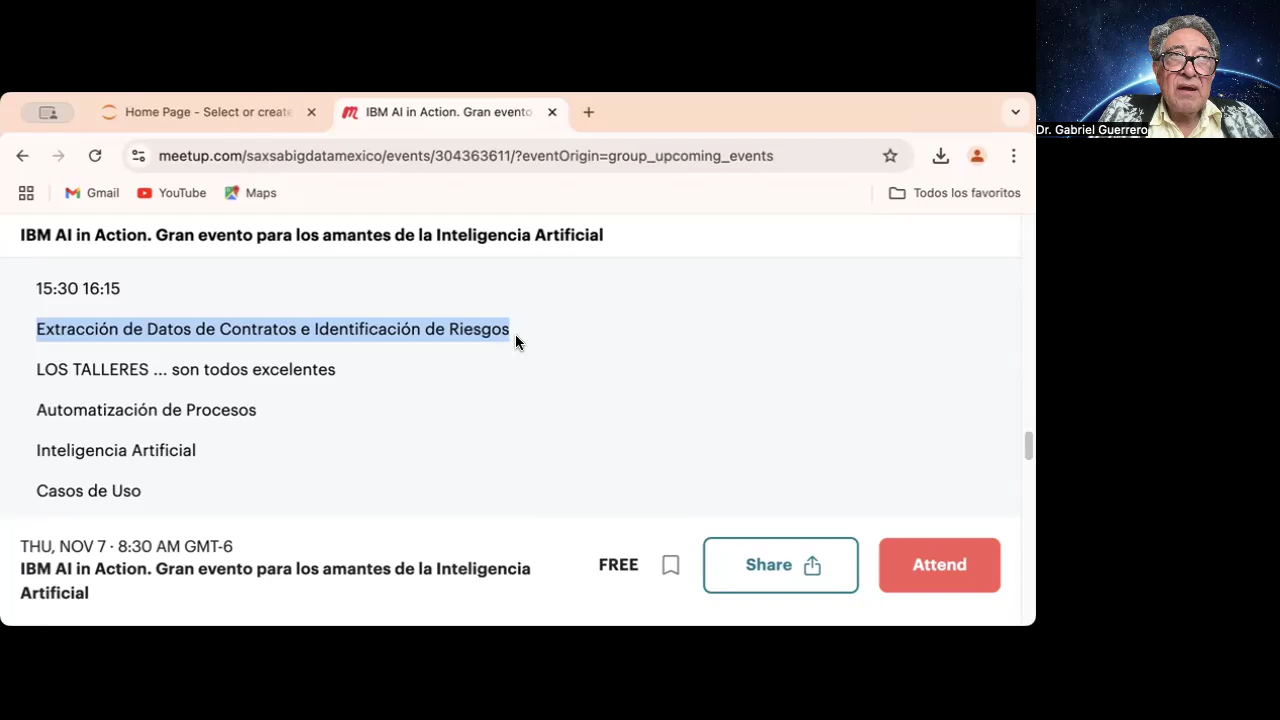 Home Page - Select or create
IBM AI in Action. Gran evento
meetup.com/saxsabigdatamexico/events/304363611/?eventOrigin=group_upcoming_events
Gmail
YouTube
Maps
Todos los favoritos
Dr. Gabriel Guerrero
IBM AI in Action. Gran evento para los amantes de la Inteligencia Artificial
15:30 16:15
Extracción de Datos de Contratos e Identificación de Riesgos
LOS TALLERES ... son todos excelentes
Automatización de Procesos
Inteligencia Artificial
Casos de Uso
THU, NOV 7 · 8:30 AM GMT-6
IBM AI in Action. Gran evento para los amantes de la Inteligencia
Artificial
FREE
Share
Attend